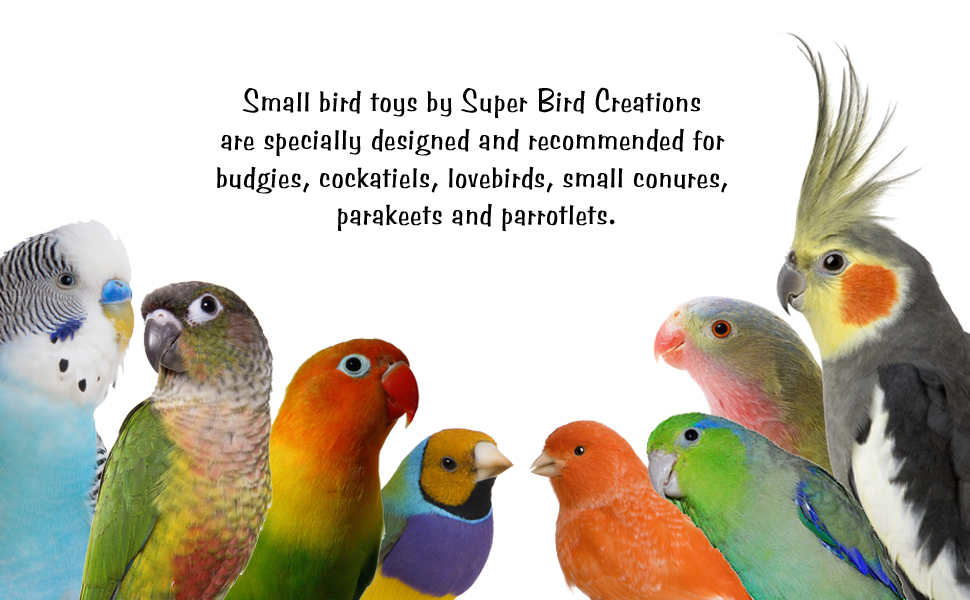 Small bird toys by Super Bird Creations
are specially designed and recommended for
budgies, cockatiels, lovebirds, small conures,
parakeets and parrotlets.